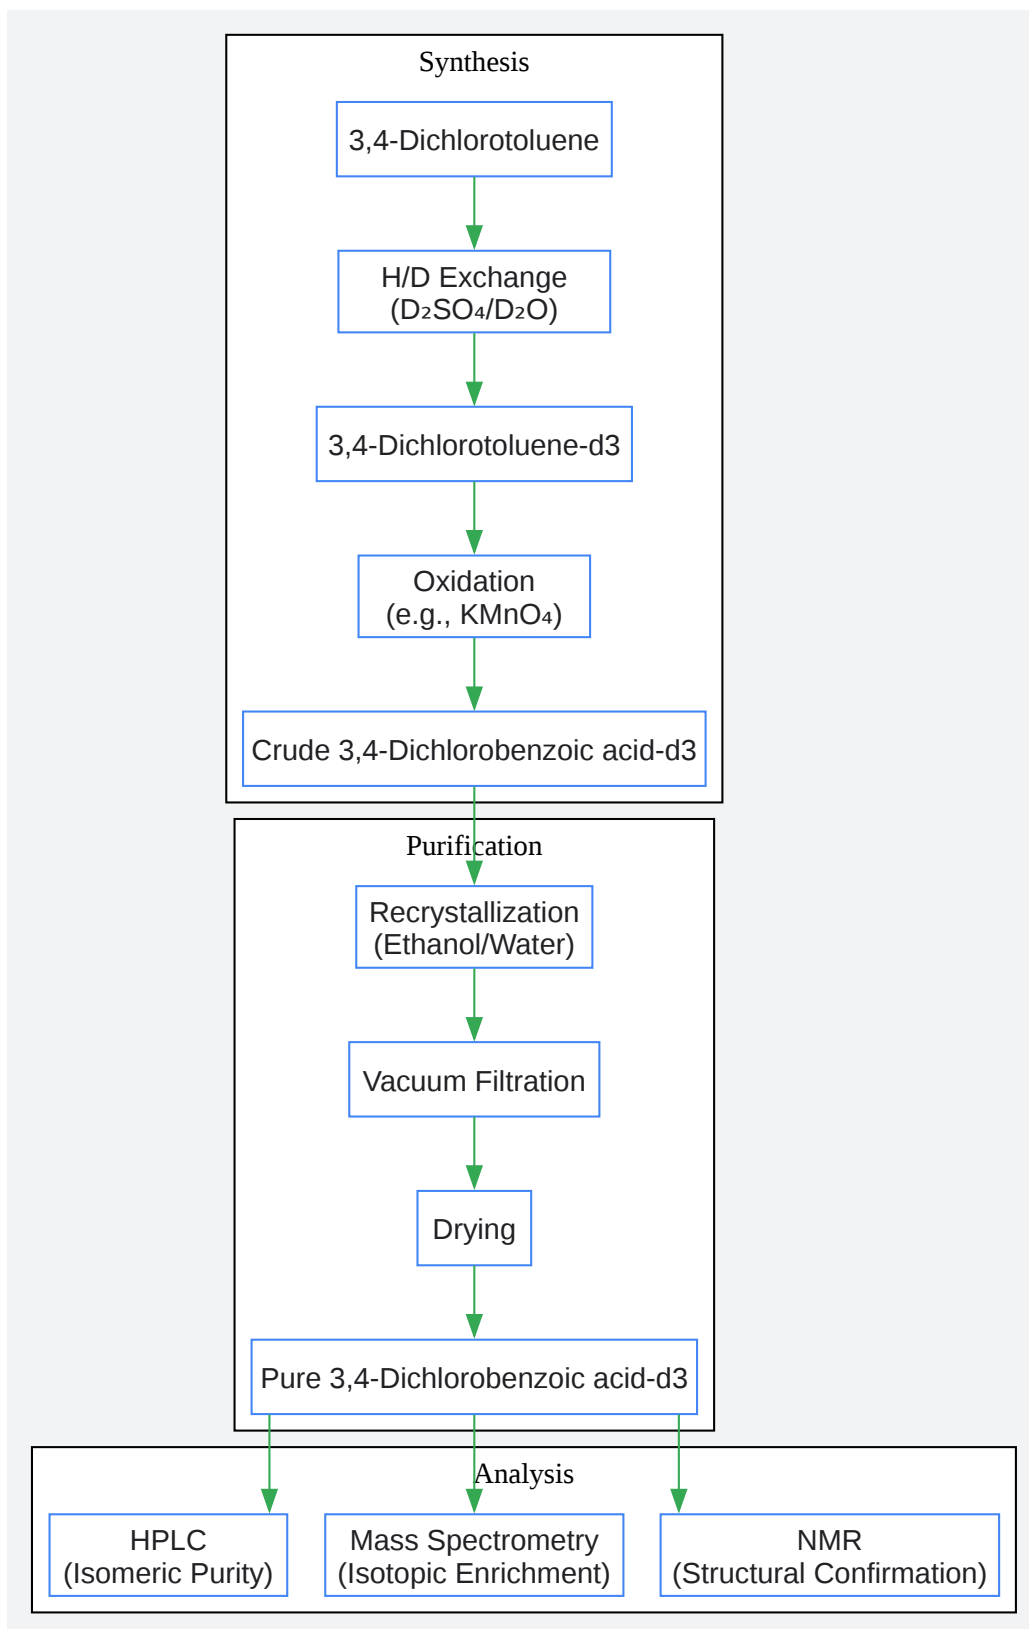 Synthesis
3,4-Dichlorotoluene
H/D Exchange
(D₂SO₄/D₂O)
3,4-Dichlorotoluene-d3
Oxidation
(e.g., KMnO₄)
Crude 3,4-Dichlorobenzoic acid-d3
Purification
Recrystallization
(Ethanol/Water)
Vacuum Filtration
Drying
Pure 3,4-Dichlorobenzoic acid-d3
Analysis
HPLC
(Isomeric Purity)
Mass Spectrometry
(Isotopic Enrichment)
NMR
(Structural Confirmation)